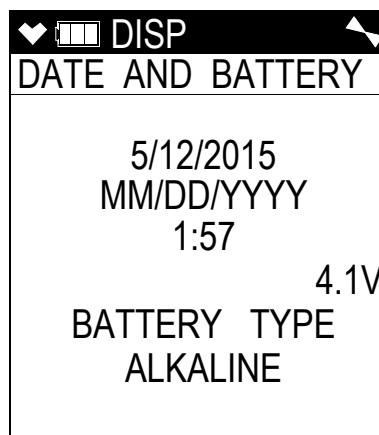 DISP
DATE AND BATTERY
5/12/2015
MM/DD/YYYY
1:57
4.1V
BATTERY TYPE
ALKALINE